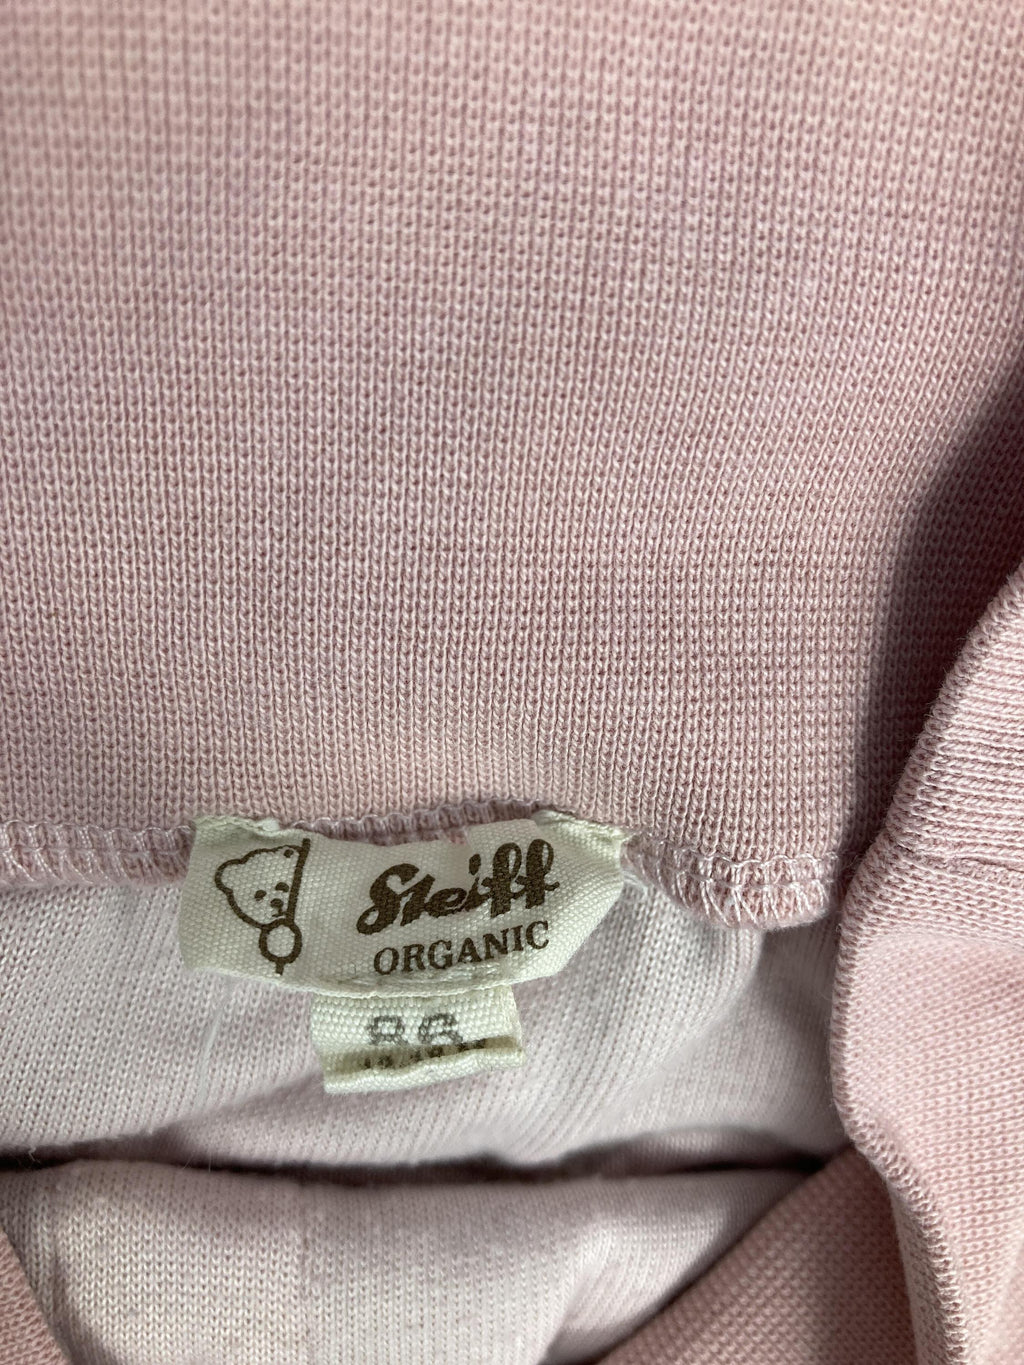 Steiff
ORGANIC
86